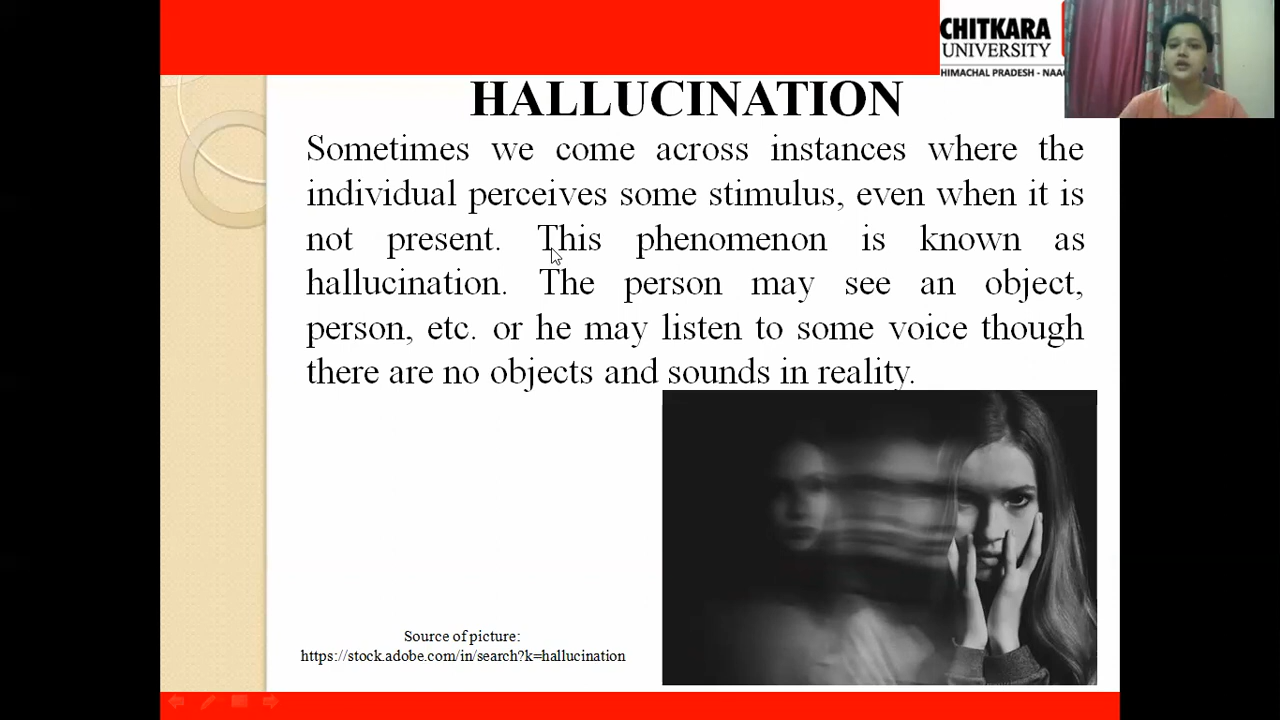 CHITKARA
UNIVERSITY
HIMACHAL PRADESH - NAAC
HALLUCINATION
Sometimes we come across instances where the
individual perceives some stimulus, even when it is
not present. This phenomenon is known as
hallucination. The person may see an object,
person, etc. or he may listen to some voice though
there are no objects and sounds in reality.
Source of picture:
https://stock.adobe.com/in/search?k=hallucination